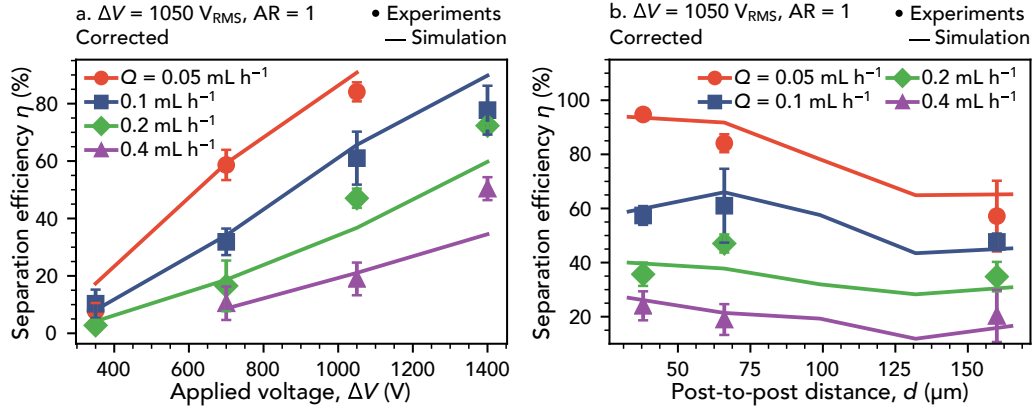 a. ΔV = 1050 V_RMS, AR = 1
• Experiments
Corrected
— Simulation
Q = 0.05 mL h⁻¹
0.1 mL h⁻¹
0.2 mL h⁻¹
0.4 mL h⁻¹
Separation efficiency η (%)
80
60
40
20
0
400 600 800 1000 1200 1400
Applied voltage, ΔV (V)
b. ΔV = 1050 V_RMS, AR = 1
• Experiments
Corrected
— Simulation
Q = 0.05 mL h⁻¹
0.2 mL h⁻¹
Q = 0.1 mL h⁻¹
0.4 mL h⁻¹
Separation efficiency η (%)
100
80
60
40
20
50 75 100 125 150
Post-to-post distance, d (μm)